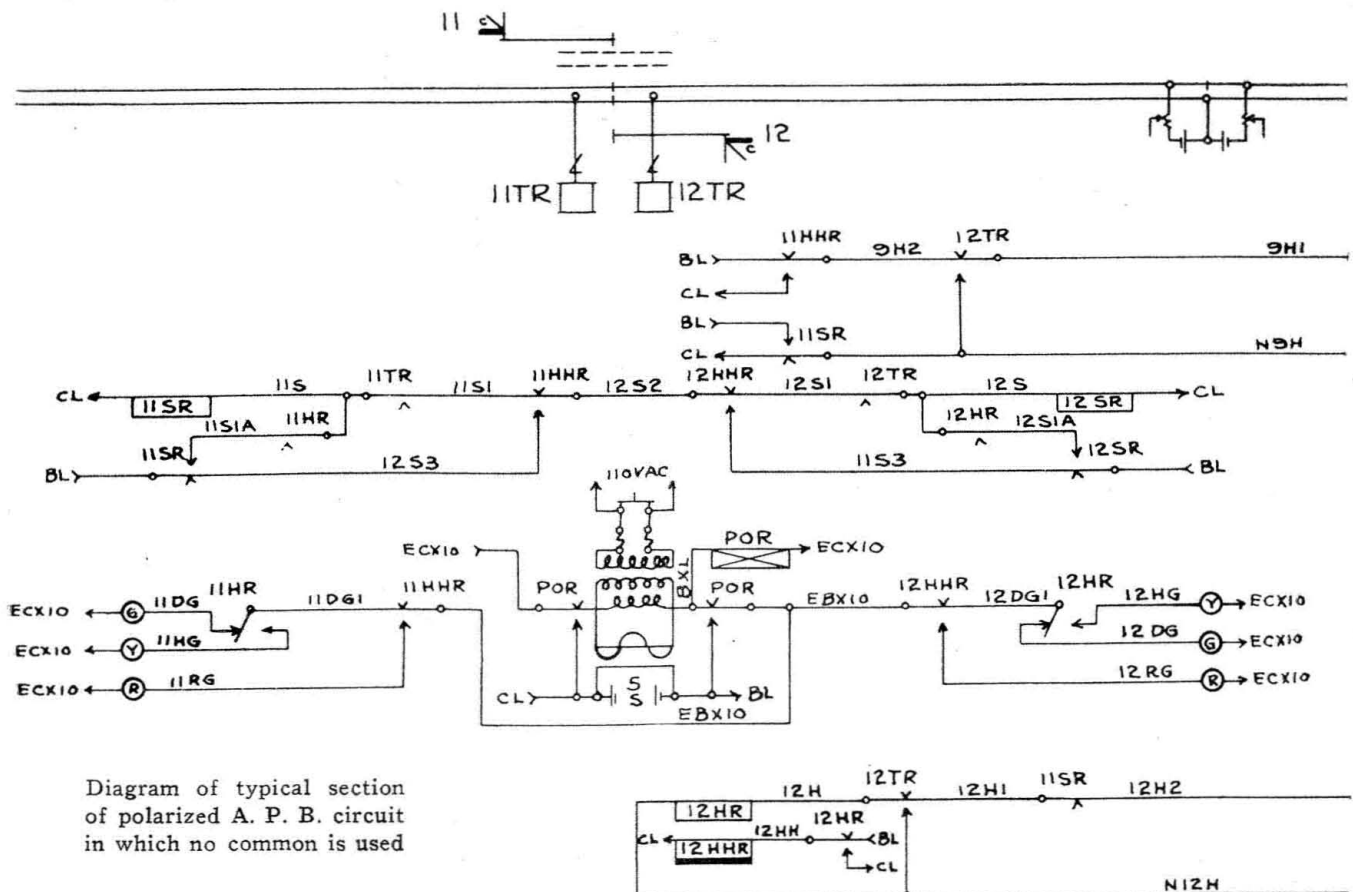 11 c
12 c
11TR 12TR
11HHR 12TR
BL 9H2 9H1
CL
BL 11SR
CL N9H
11S 11TR 11S1 11HHR 12S2 12HHR 12S1 12TR 12S
CL 11SR 12SR CL
11S1A 11HR 12HR 12S1A
11SR 12SR
BL 12S3 11S3 BL
110VAC
ECX10 POR ECX10
BXL
11HR 11HHR POR POR 12HHR 12HR
ECX10 G 11DG 11DG1 EBX10 12DG1 12HG Y ECX10
ECX10 Y 11HG 12DG G ECX10
ECX10 R 11RG 12RG R ECX10
CL S S BL
EBX10
Diagram of typical section
of polarized A. P. B. circuit
in which no common is used
12H 12TR 12H1 11SR 12H2
12HR
12HR
CL 12HH BL
12HHR CL
N12H